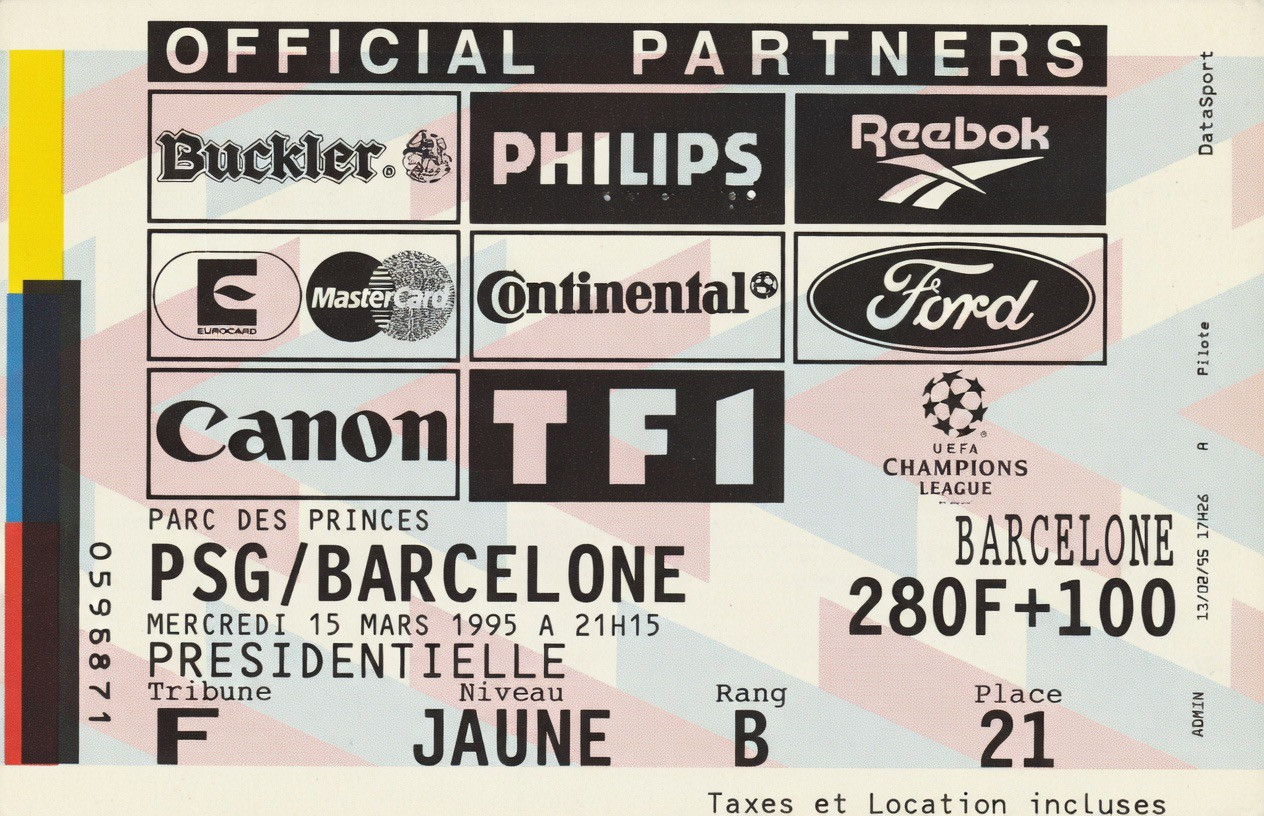 OFFICIAL PARTNERS
Buckler®
PHILIPS
Reebok
EUROCARD
MasterCard
Continental
Ford
Canon
TF1
UEFA
CHAMPIONS
LEAGUE
PARC DES PRINCES
BARCELONE
PSG/BARCELONE
280F+100
MERCREDI 15 MARS 1995 A 21H15
PRESIDENTIELLE
Tribune Niveau Rang Place
F JAUNE B 21
Taxes et Location incluses
0596871
ADMIN 13/02/95 17H26 A Pilote DataSport